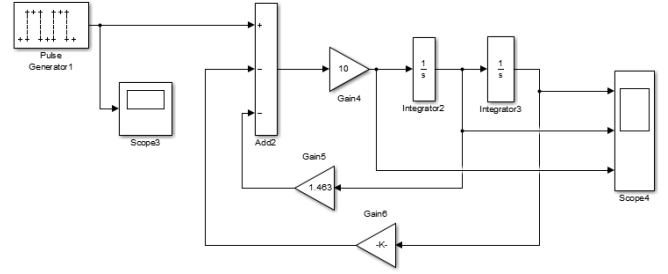 Pulse
Generator1
Scope3
+
−
−
Add2
10
Gain4
1
s
Integrator2
1
s
Integrator3
Scope4
Gain5
1.463
Gain6
-K-